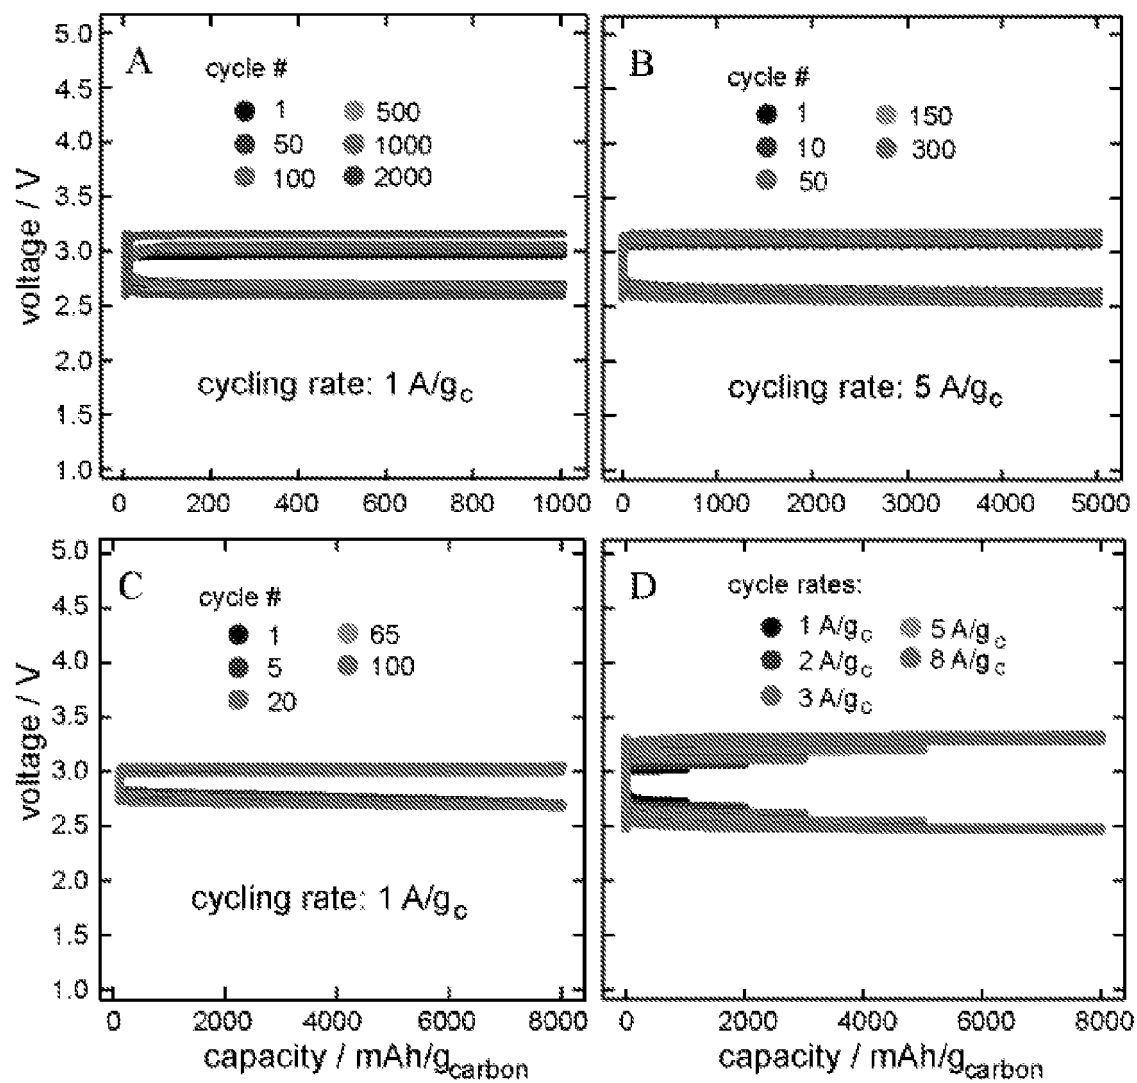 A
cycle #
1 500
50 1000
100 2000
cycling rate: 1 A/gc
voltage / V
5.0
4.5
4.0
3.5
3.0
2.5
2.0
1.5
1.0
0 200 400 600 800 1000
B
cycle #
1 150
10 300
50
cycling rate: 5 A/gc
0 1000 2000 3000 4000 5000
C
cycle #
1 65
5 100
20
cycling rate: 1 A/gc
voltage / V
5.0
4.5
4.0
3.5
3.0
2.5
2.0
1.5
1.0
0 2000 4000 6000 8000
capacity / mAh/gcarbon
D
cycle rates:
1 A/gc 5 A/gc
2 A/gc 8 A/gc
3 A/gc
0 2000 4000 6000 8000
capacity / mAh/gcarbon